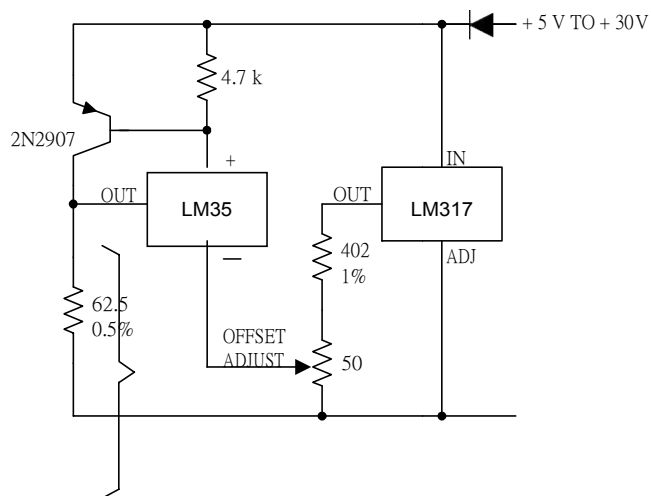 + 5 V TO + 30V
4.7 k
2N2907
+
IN
OUT
OUT
LM35
LM317
—
ADJ
402
1%
62.5
0.5%
OFFSET
ADJUST
50